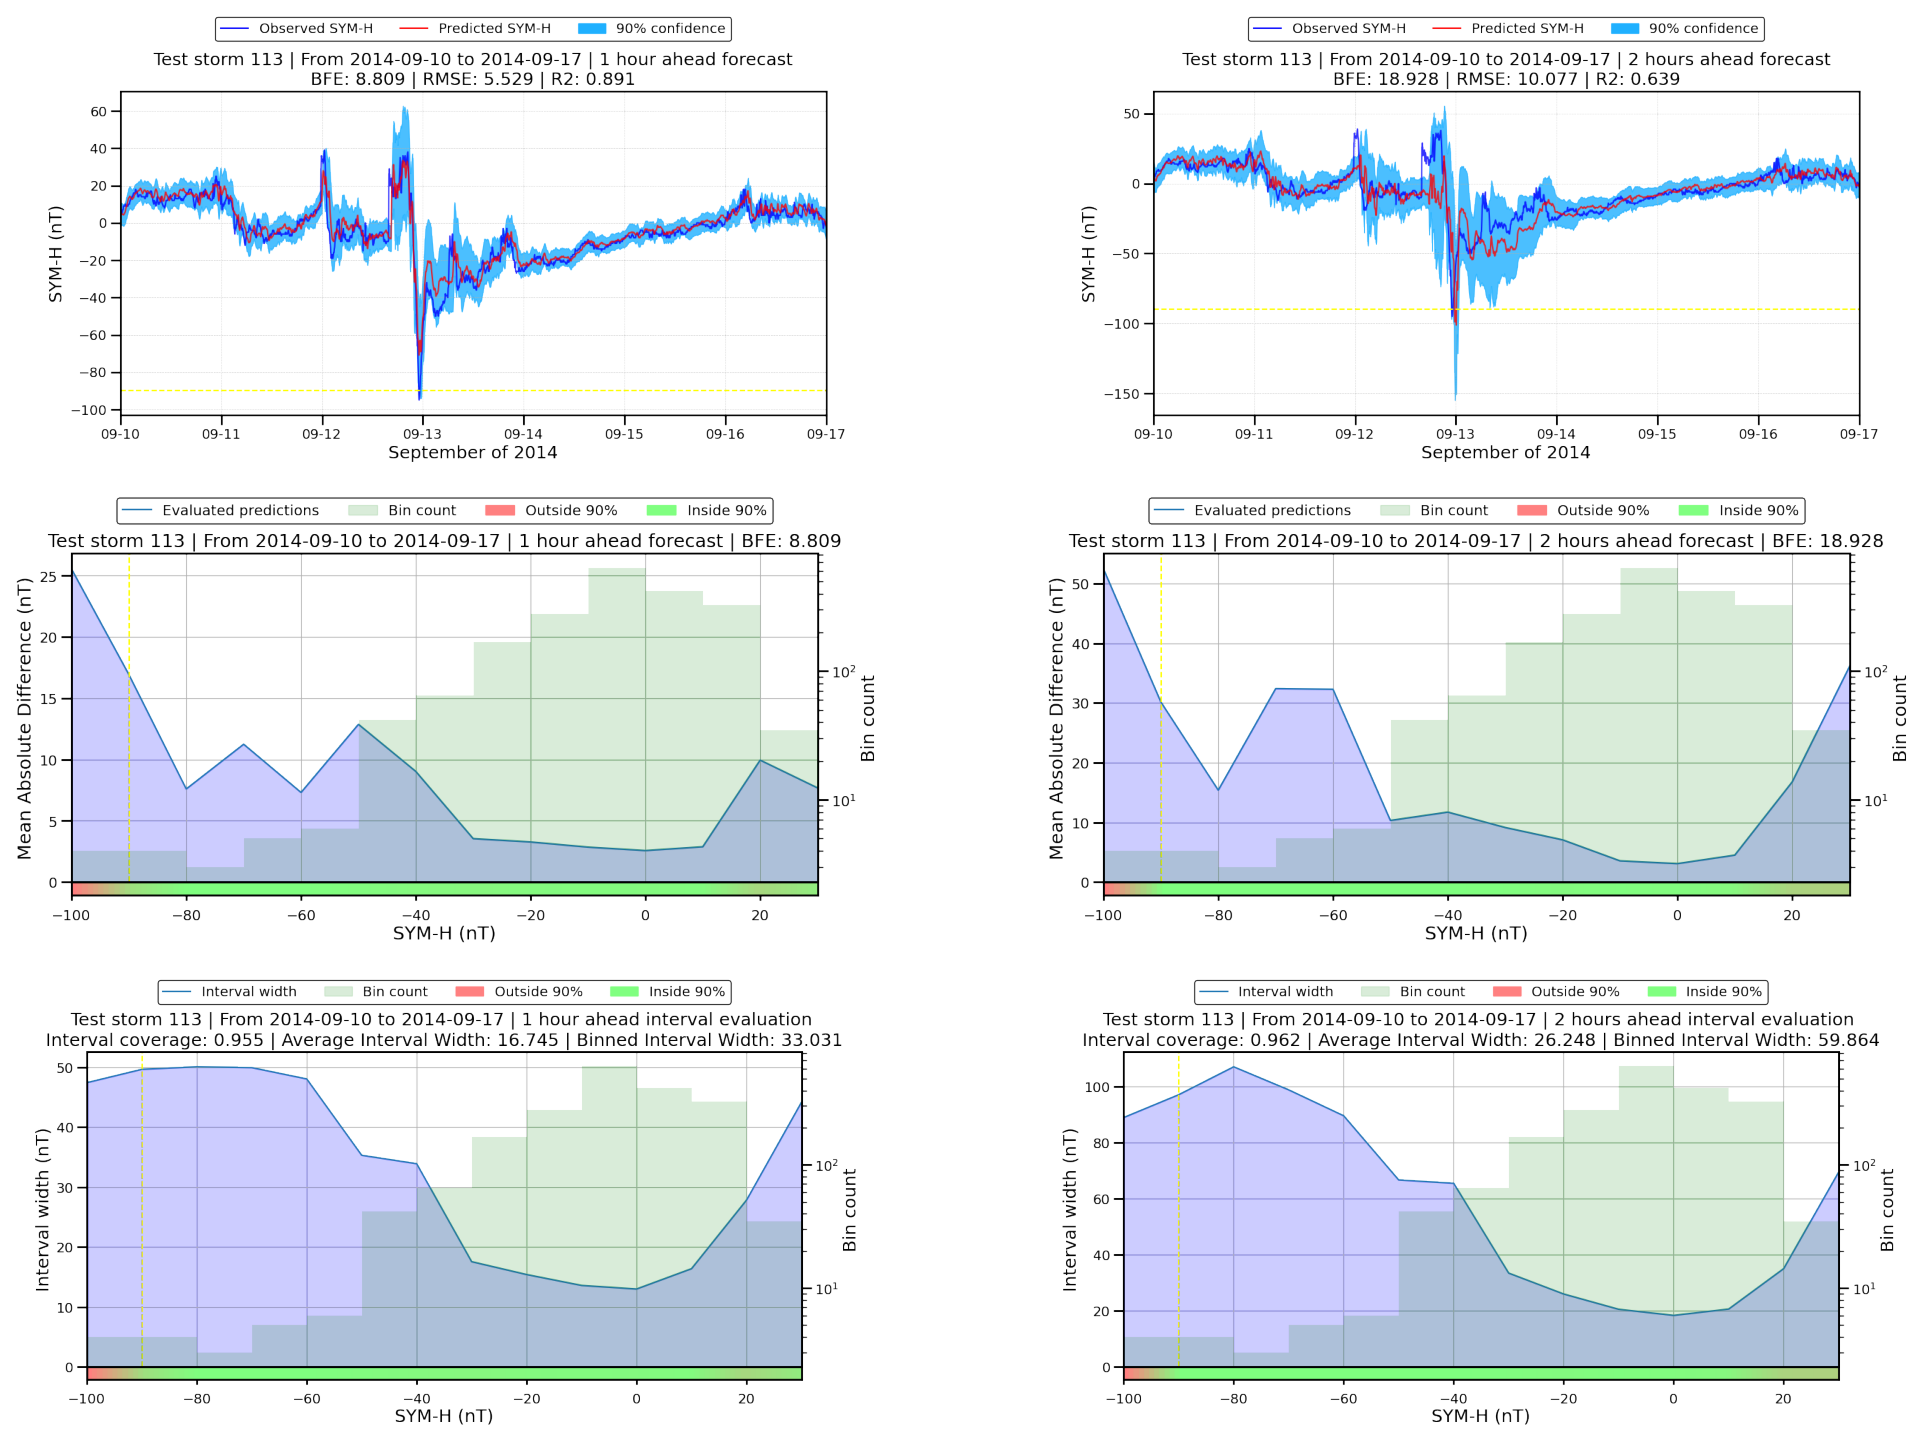 Observed SYM-H Predicted SYM-H 90% confidence
Test storm 113 | From 2014-09-10 to 2014-09-17 | 1 hour ahead forecast
BFE: 8.809 | RMSE: 5.529 | R2: 0.891
SYM-H (nT)
60
40
20
0
−20
−40
−60
−80
−100
09-10 09-11 09-12 09-13 09-14 09-15 09-16 09-17
September of 2014
Observed SYM-H Predicted SYM-H 90% confidence
Test storm 113 | From 2014-09-10 to 2014-09-17 | 2 hours ahead forecast
BFE: 18.928 | RMSE: 10.077 | R2: 0.639
SYM-H (nT)
50
0
−50
−100
−150
09-10 09-11 09-12 09-13 09-14 09-15 09-16 09-17
September of 2014
Evaluated predictions Bin count Outside 90% Inside 90%
Test storm 113 | From 2014-09-10 to 2014-09-17 | 1 hour ahead forecast | BFE: 8.809
Mean Absolute Difference (nT)
25
20
15
10
5
0
10²
10¹
Bin count
−100 −80 −60 −40 −20 0 20
SYM-H (nT)
Evaluated predictions Bin count Outside 90% Inside 90%
Test storm 113 | From 2014-09-10 to 2014-09-17 | 2 hours ahead forecast | BFE: 18.928
Mean Absolute Difference (nT)
50
40
30
20
10
0
10²
10¹
Bin count
−100 −80 −60 −40 −20 0 20
SYM-H (nT)
Interval width Bin count Outside 90% Inside 90%
Test storm 113 | From 2014-09-10 to 2014-09-17 | 1 hour ahead interval evaluation
Interval coverage: 0.955 | Average Interval Width: 16.745 | Binned Interval Width: 33.031
Interval width (nT)
50
40
30
20
10
0
10²
10¹
Bin count
−100 −80 −60 −40 −20 0 20
SYM-H (nT)
Interval width Bin count Outside 90% Inside 90%
Test storm 113 | From 2014-09-10 to 2014-09-17 | 2 hours ahead interval evaluation
Interval coverage: 0.962 | Average Interval Width: 26.248 | Binned Interval Width: 59.864
Interval width (nT)
100
80
60
40
20
0
10²
10¹
Bin count
−100 −80 −60 −40 −20 0 20
SYM-H (nT)